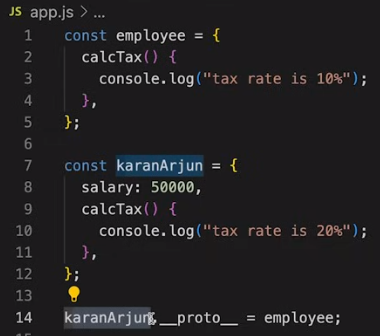 JS app.js > ...
1 const employee = {
2 calcTax() {
3 console.log("tax rate is 10%");
4 },
5 };
6
7 const karanArjun = {
8 salary: 50000,
9 calcTax() {
10 console.log("tax rate is 20%");
11 },
12 };
13
14 karanArjun.__proto__ = employee;